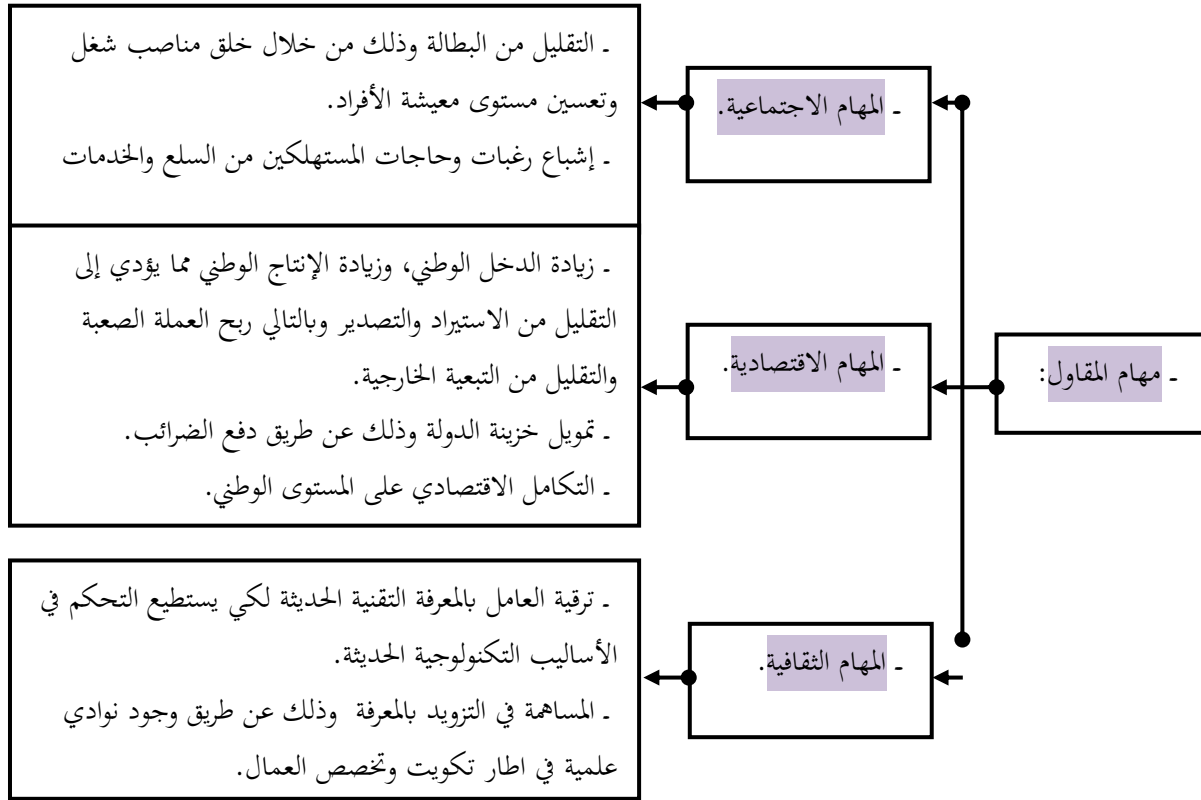 ـ مهام المقاول:
ـ المهام الاجتماعية.
ـ التقليل من البطالة وذلك من خلال خلق مناصب شغل
وتعسين مستوى معيشة الأفراد.
ـ إشباع رغبات وحاجات المستهلكين من السلع والخدمات
ـ المهام الاقتصادية.
ـ زيادة الدخل الوطني، وزيادة الإنتاج الوطني مما يؤدي إلى
التقليل من الاستيراد والتصدير وبالتالي ربح العملة الصعبة
والتقليل من التبعية الخارجية.
ـ تمويل خزينة الدولة وذلك عن طريق دفع الضرائب.
ـ التكامل الاقتصادي على المستوى الوطني.
ـ المهام الثقافية.
ـ ترقية العامل بالمعرفة التقنية الحديثة لكي يستطيع التحكم في
الأساليب التكنولوجية الحديثة.
ـ المساهمة في التزويد بالمعرفة وذلك عن طريق وجود نوادي
علمية في اطار تكويت وتخصص العمال.